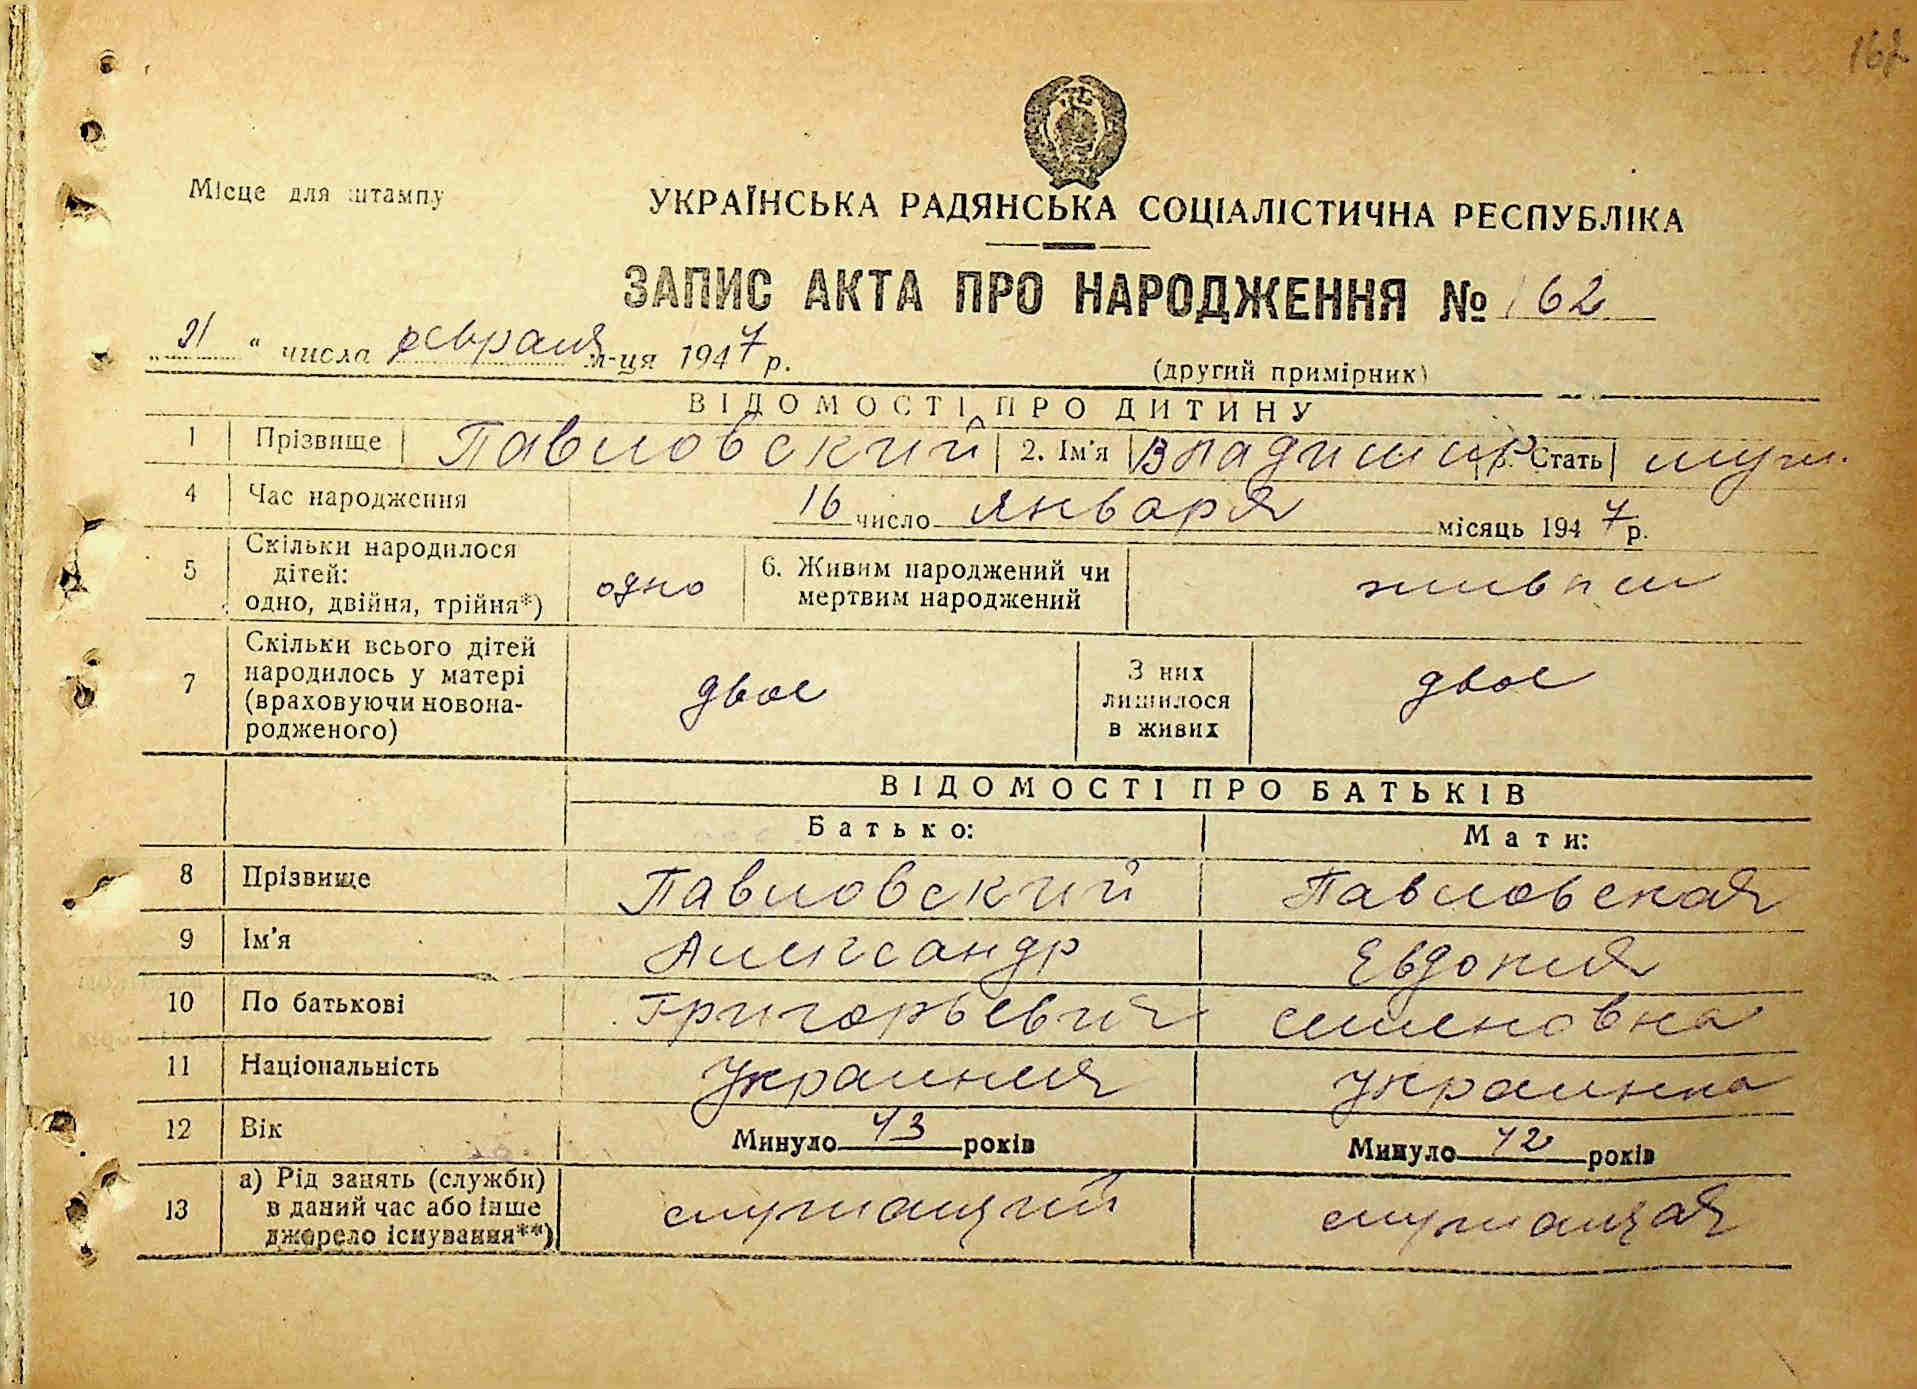 162
Місце для штампу
УКРАЇНСЬКА РАДЯНСЬКА СОЦІАЛІСТИЧНА РЕСПУБЛІКА
ЗАПИС АКТА ПРО НАРОДЖЕННЯ № 162
„21“ числа февраля м-ця 1947 р.
(другий примірник)
ВІДОМОСТІ ПРО ДИТИНУ
1 Прізвище Павловский 2. Ім'я Владимир 3. Стать муж.
4 Час народження 16 число января місяць 1947 р.
5 Скільки народилося дітей: одно, двійня, трійня*) одно 6. Живим народжений чи мертвим народжений живым
7 Скільки всього дітей народилось у матері (враховуючи новонародженого) двое З них лишилося в живих двое
ВІДОМОСТІ ПРО БАТЬКІВ
Батько: Мати:
8 Прізвище Павловский Павловская
9 Ім'я Александр Евдокия
10 По батькові Григорьевич Семеновна
11 Національність Украинец Украинка
12 Вік Минуло 43 років Минуло 42 років
13 а) Рід занять (служби) в даний час або інше джерело існування**) служащий служащая